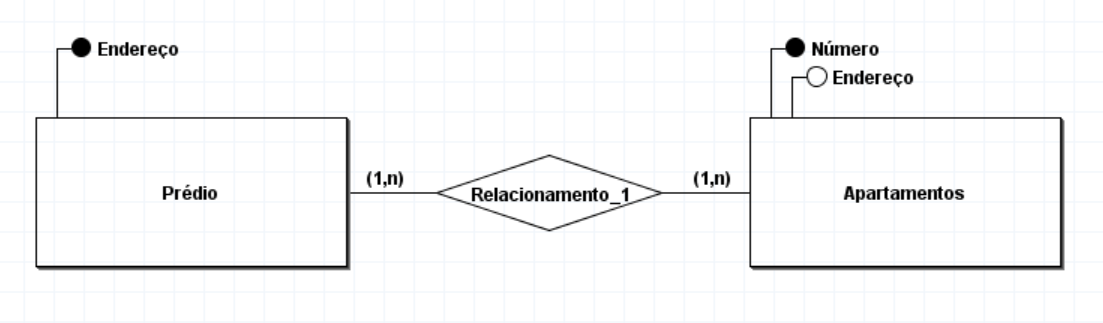 Endereço
Número
Endereço
Prédio
(1,n)
Relacionamento_1
(1,n)
Apartamentos